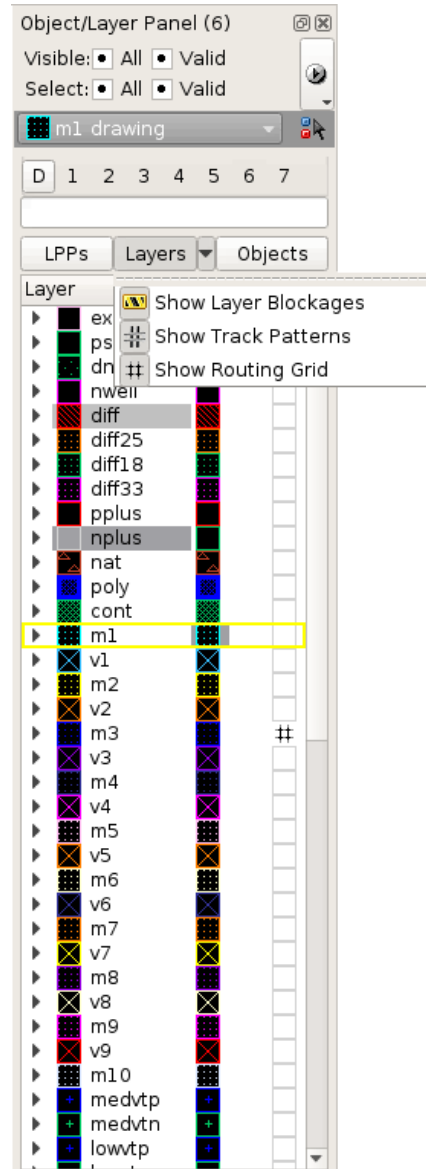 Object/Layer Panel (6)
Visible: All Valid
Select: All Valid
m1 drawing
D 1 2 3 4 5 6 7
LPPs Layers Objects
Layer
Show Layer Blockages
ex
Show Track Patterns
ps
dn
Show Routing Grid
nwell
diff
diff25
diff18
diff33
pplus
nplus
nat
poly
cont
m1
v1
m2
v2
m3
v3
m4
v4
m5
v5
m6
v6
m7
v7
m8
v8
m9
v9
m10
medvtp
medvtn
lowvtp